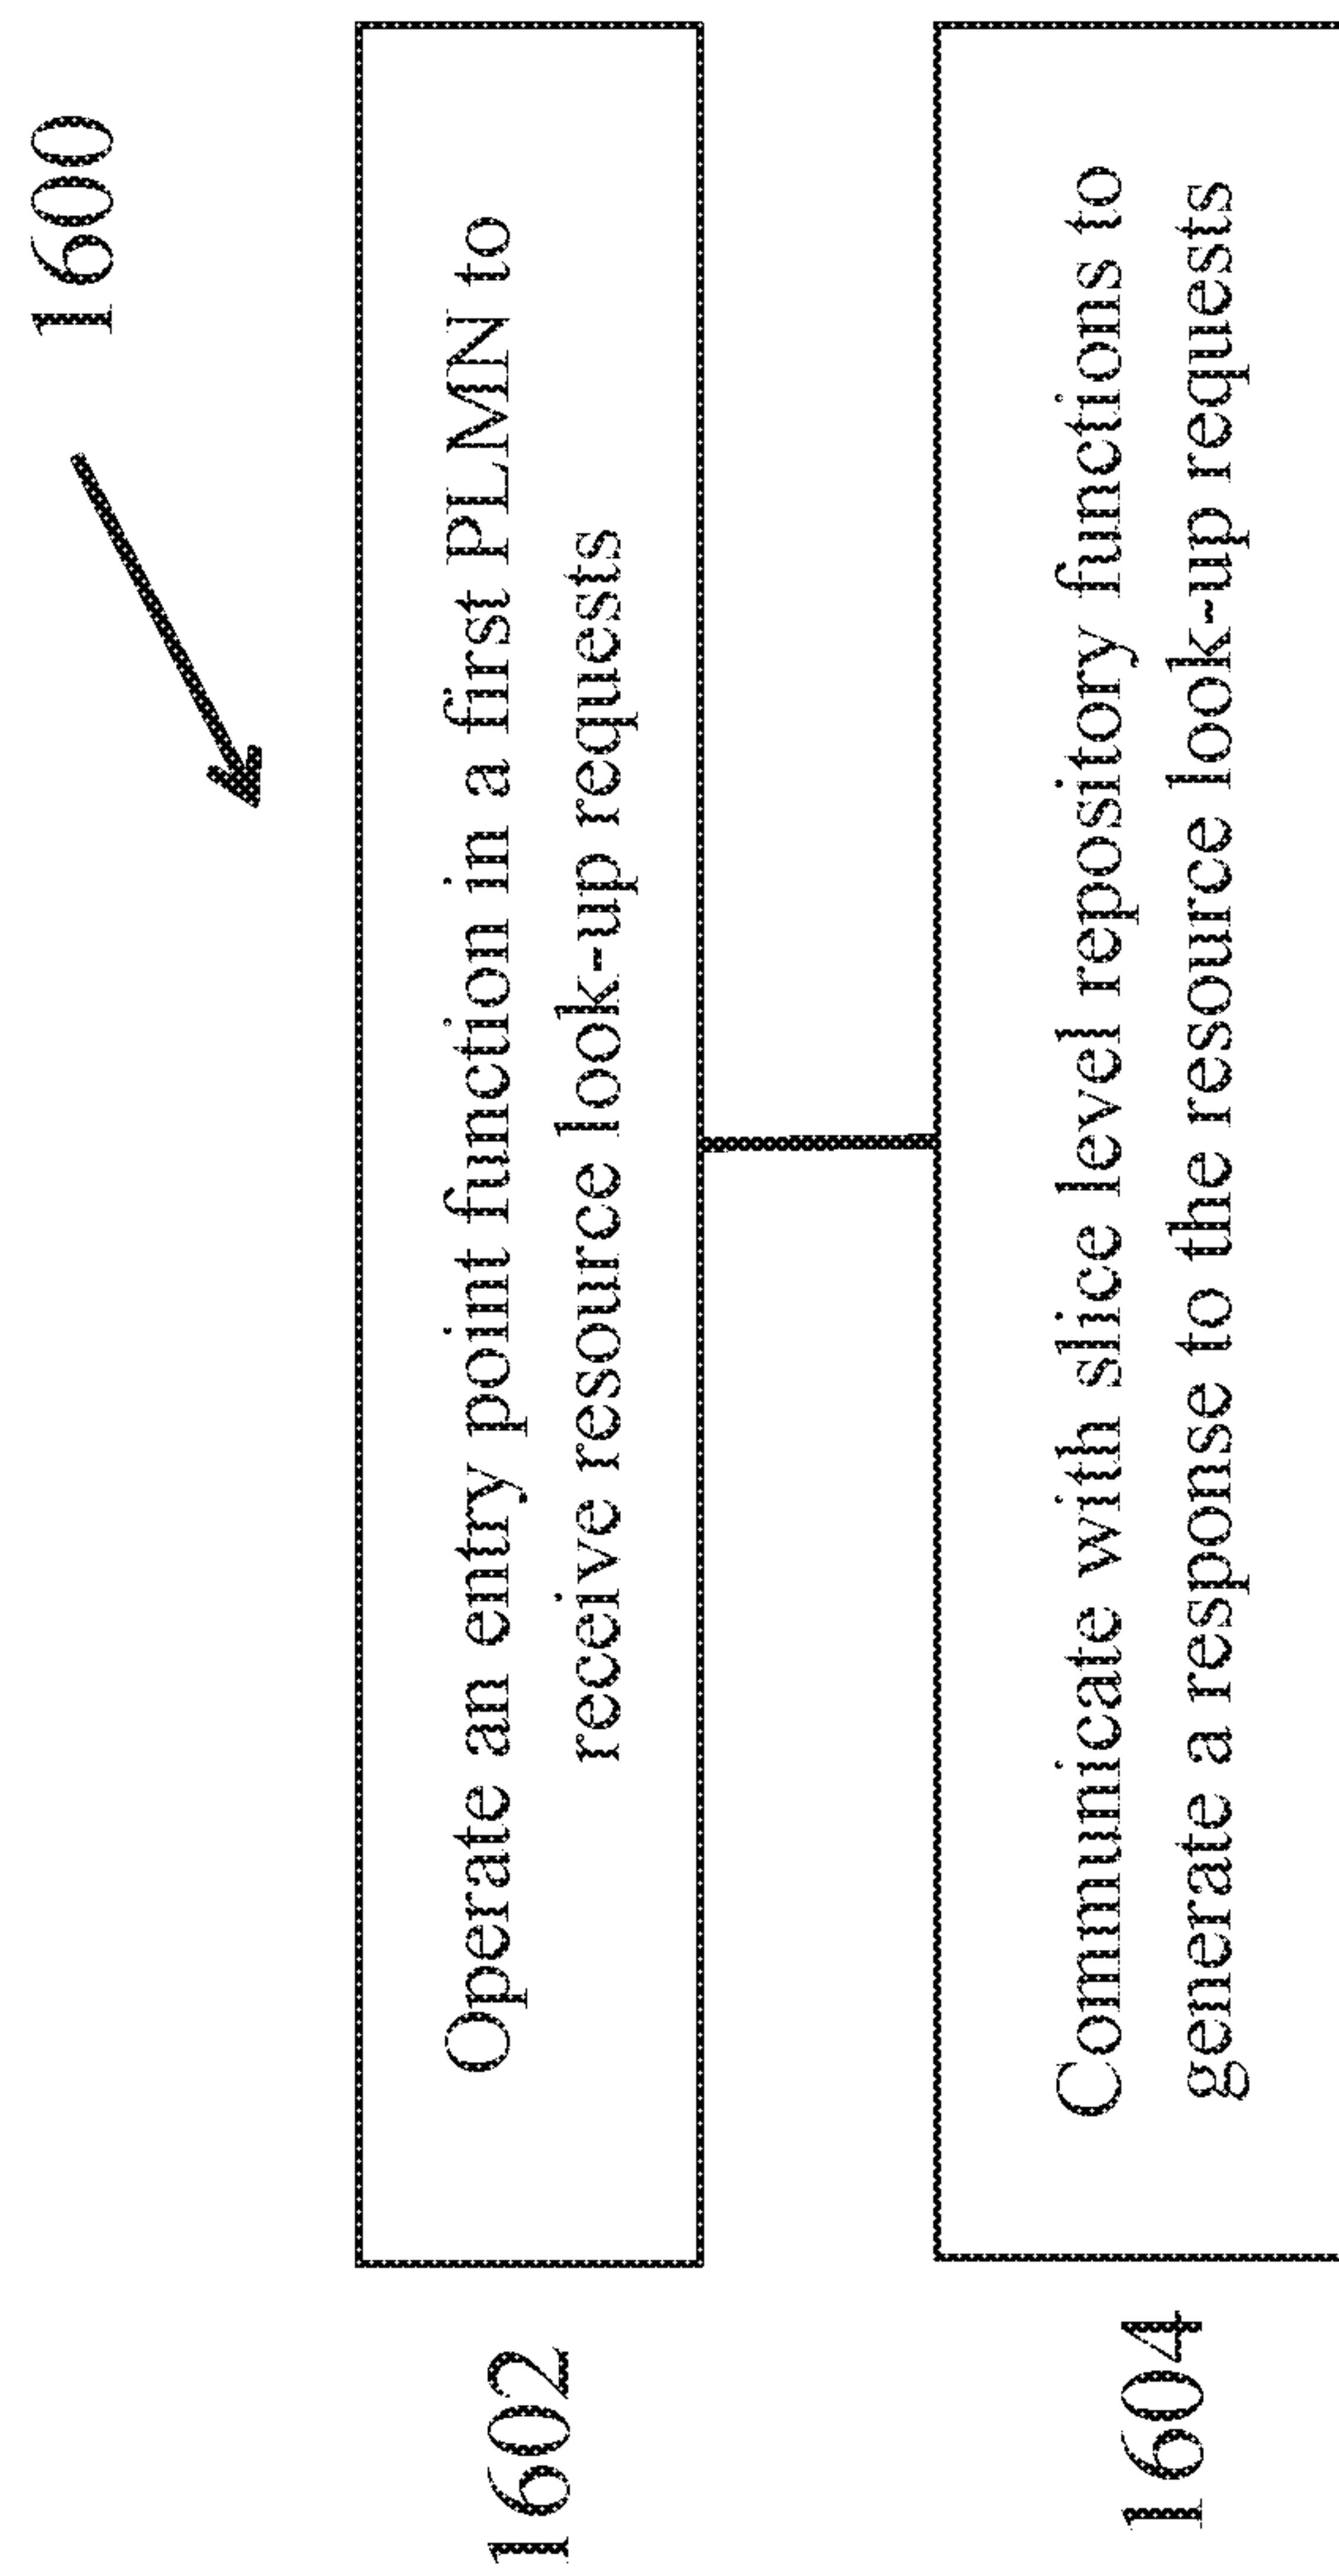 1600
1602
Operate an entry point function in a first PLMN to
receive resource look-up requests
1604
Communicate with slice level repository functions to
generate a response to the resource look-up requests